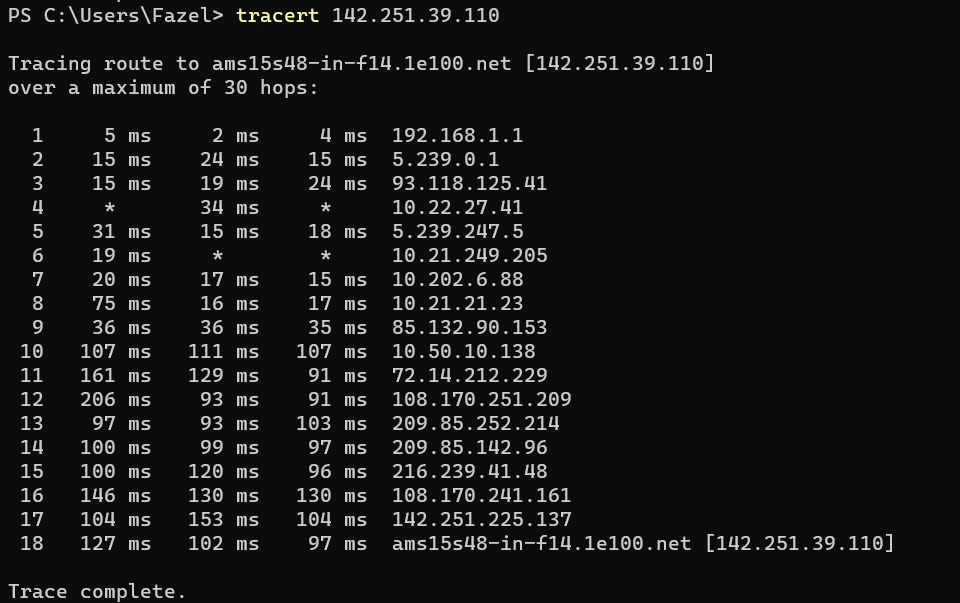 PS C:\Users\Fazel> tracert 142.251.39.110
Tracing route to ams15s48-in-f14.1e100.net [142.251.39.110]
over a maximum of 30 hops:
1 5 ms 2 ms 4 ms 192.168.1.1
2 15 ms 24 ms 15 ms 5.239.0.1
3 15 ms 19 ms 24 ms 93.118.125.41
4 * 34 ms * 10.22.27.41
5 31 ms 15 ms 18 ms 5.239.247.5
6 19 ms * * 10.21.249.205
7 20 ms 17 ms 15 ms 10.202.6.88
8 75 ms 16 ms 17 ms 10.21.21.23
9 36 ms 36 ms 35 ms 85.132.90.153
10 107 ms 111 ms 107 ms 10.50.10.138
11 161 ms 129 ms 91 ms 72.14.212.229
12 206 ms 93 ms 91 ms 108.170.251.209
13 97 ms 93 ms 103 ms 209.85.252.214
14 100 ms 99 ms 97 ms 209.85.142.96
15 100 ms 120 ms 96 ms 216.239.41.48
16 146 ms 130 ms 130 ms 108.170.241.161
17 104 ms 153 ms 104 ms 142.251.225.137
18 127 ms 102 ms 97 ms ams15s48-in-f14.1e100.net [142.251.39.110]
Trace complete.